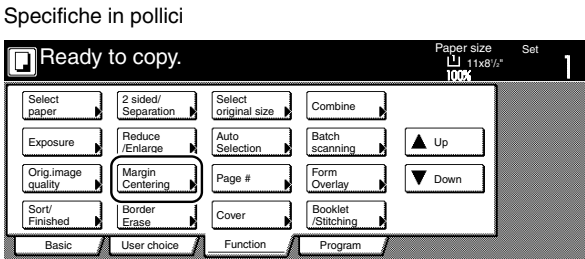 Specifiche in pollici
Ready to copy.
Paper size
Set
11x8½"
100%
1
Select paper
2 sided/ Separation
Select original size
Combine
Exposure
Reduce /Enlarge
Auto Selection
Batch scanning
Up
Orig.image quality
Margin Centering
Page #
Form Overlay
Down
Sort/ Finished
Border Erase
Cover
Booklet /Stitching
Basic
User choice
Function
Program